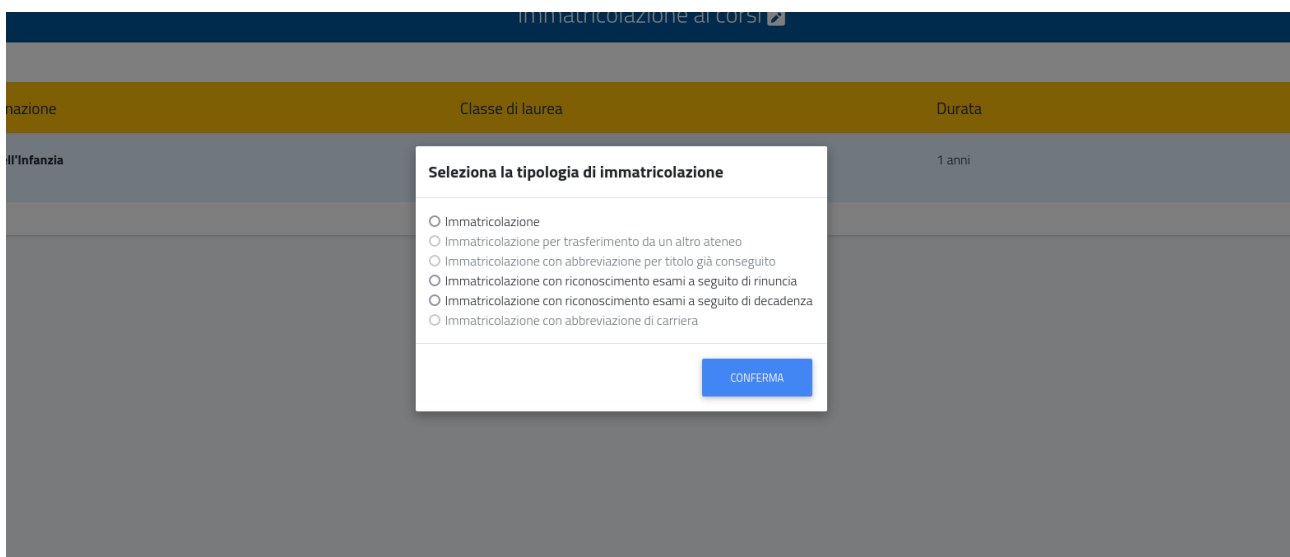 Immatricolazione ai corsi
nazione Classe di laurea Durata
ell'Infanzia 1 anni
Seleziona la tipologia di immatricolazione
Immatricolazione
Immatricolazione per trasferimento da un altro ateneo
Immatricolazione con abbreviazione per titolo già conseguito
Immatricolazione con riconoscimento esami a seguito di rinuncia
Immatricolazione con riconoscimento esami a seguito di decadenza
Immatricolazione con abbreviazione di carriera
CONFERMA